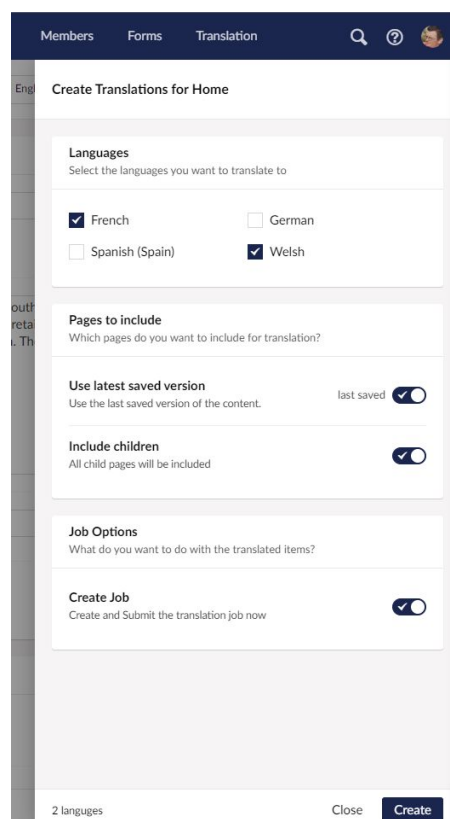 Members Forms Translation
Engl
Create Translations for Home
Languages
Select the languages you want to translate to
French German
Spanish (Spain) Welsh
outh
retai
. Th
Pages to include
Which pages do you want to include for translation?
Use latest saved version
Use the last saved version of the content.
last saved
Include children
All child pages will be included
Job Options
What do you want to do with the translated items?
Create Job
Create and Submit the translation job now
2 languges Close Create